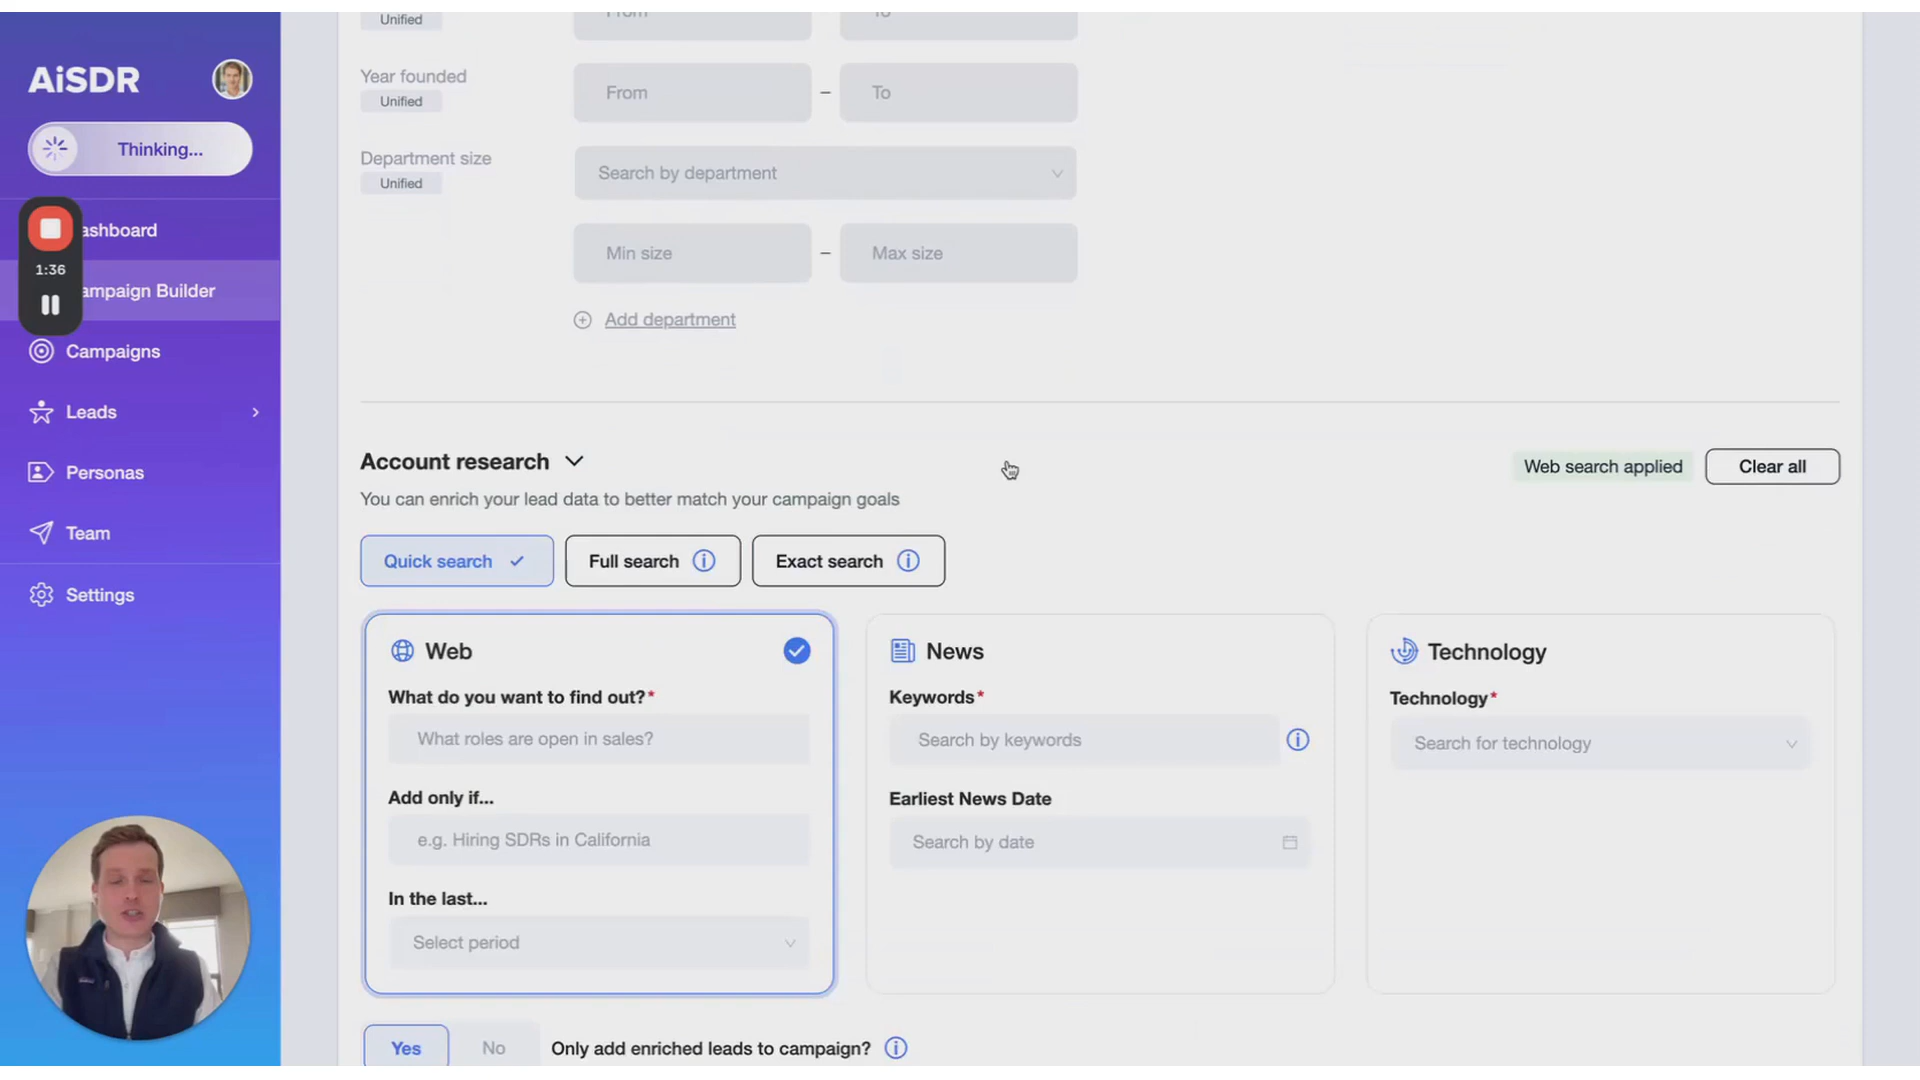 Unified
From
To
AiSDR
Year founded
Unified
From
–
To
Thinking...
Department size
Unified
Search by department
ashboard
Min size
–
Max size
1:36
ampaign Builder
Add department
Campaigns
Leads
Account research
Web search applied
Clear all
You can enrich your lead data to better match your campaign goals
Personas
Team
Quick search
Full search
Exact search
Settings
Web
What do you want to find out?*
What roles are open in sales?
Add only if...
e.g. Hiring SDRs in California
In the last...
Select period
News
Keywords*
Search by keywords
Earliest News Date
Search by date
Technology
Technology*
Search for technology
Yes
No
Only add enriched leads to campaign?